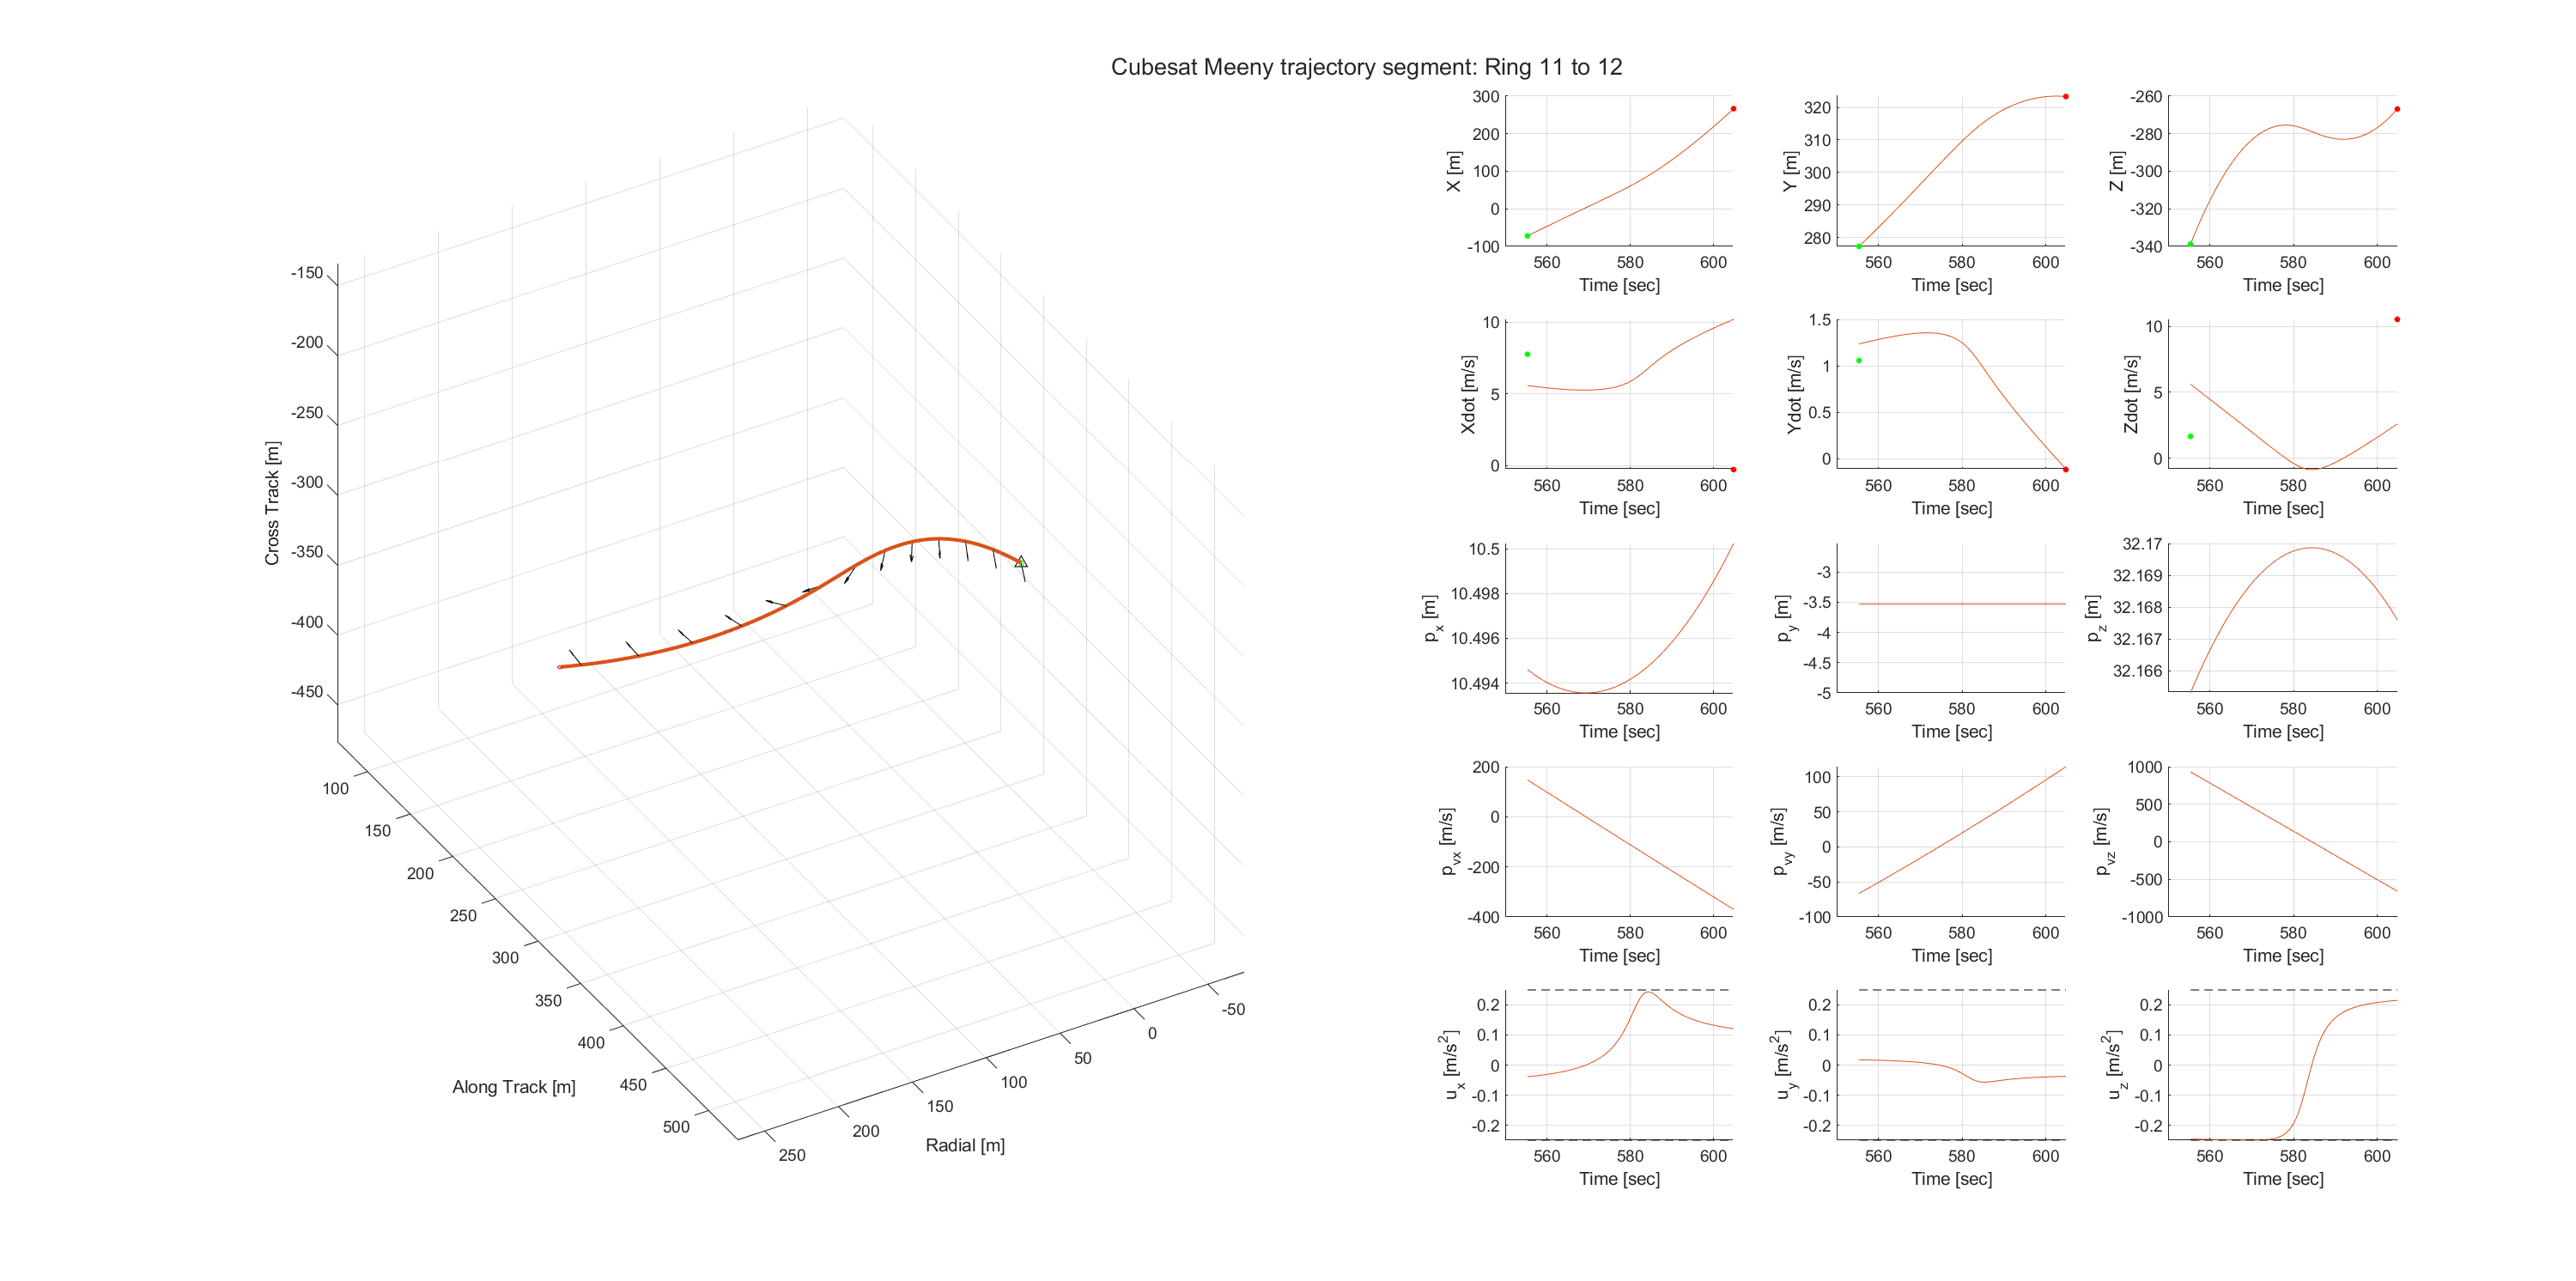 Cubesat Meeny trajectory segment: Ring 11 to 12
-150
-200
-250
-300
-350
-400
-450
Cross Track [m]
100
150
200
250
300
350
400
450
500
Along Track [m]
250
200
150
100
50
0
-50
Radial [m]
300
200
100
0
-100
X [m]
560 580 600
Time [sec]
320
310
300
290
280
Y [m]
560 580 600
Time [sec]
-260
-280
-300
-320
-340
Z [m]
560 580 600
Time [sec]
10
5
0
Xdot [m/s]
560 580 600
Time [sec]
1.5
1
0.5
0
Ydot [m/s]
560 580 600
Time [sec]
10
5
0
Zdot [m/s]
560 580 600
Time [sec]
10.5
10.498
10.496
10.494
p_x [m]
560 580 600
Time [sec]
-3
-3.5
-4
-4.5
-5
p_y [m]
560 580 600
Time [sec]
32.17
32.169
32.168
32.167
32.166
p_z [m]
560 580 600
Time [sec]
200
0
-200
-400
p_vx [m/s]
560 580 600
Time [sec]
100
50
0
-50
-100
p_vy [m/s]
560 580 600
Time [sec]
1000
500
0
-500
-1000
p_vz [m/s]
560 580 600
Time [sec]
0.2
0.1
0
-0.1
-0.2
u_x [m/s²]
560 580 600
Time [sec]
0.2
0.1
0
-0.1
-0.2
u_y [m/s²]
560 580 600
Time [sec]
0.2
0.1
0
-0.1
-0.2
u_z [m/s²]
560 580 600
Time [sec]